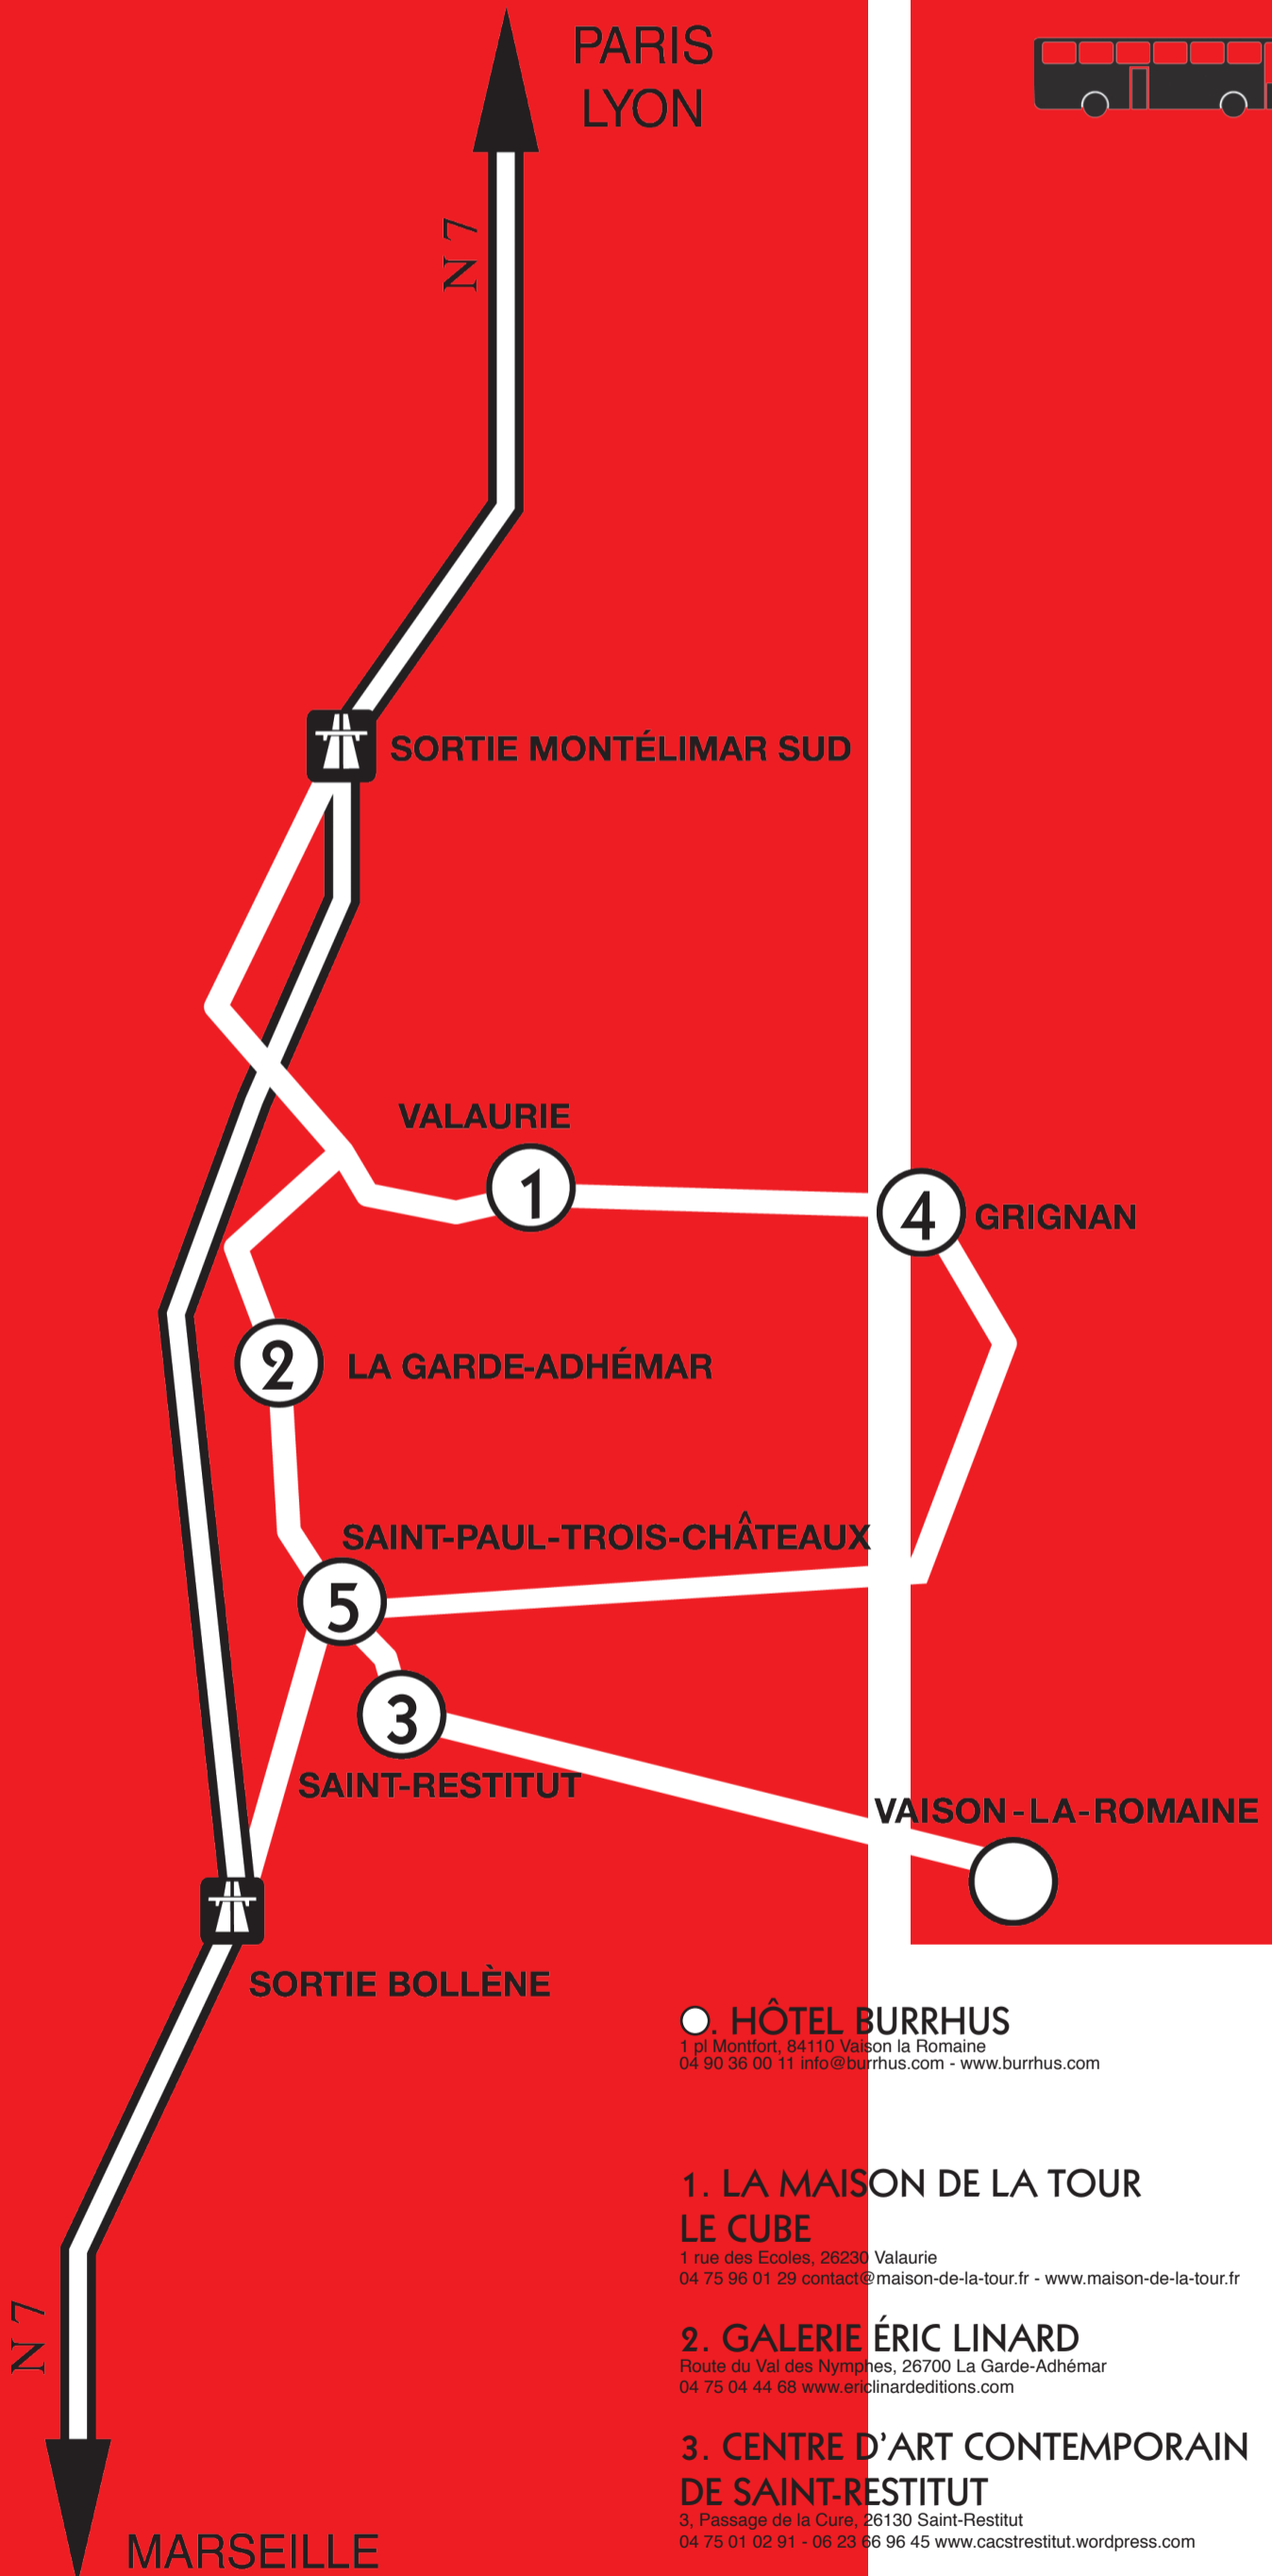 PARIS
LYON
N 7
SORTIE MONTÉLIMAR SUD
VALAURIE
1
4
GRIGNAN
2
LA GARDE-ADHÉMAR
SAINT-PAUL-TROIS-CHÂTEAUX
5
3
SAINT-RESTITUT
VAISON-LA-ROMAINE
SORTIE BOLLÈNE
. HÔTEL BURRHUS
1 pl Montfort, 84110 Vaison la Romaine
04 90 36 00 11 info@burrhus.com - www.burrhus.com
1. LA MAISON DE LA TOUR
LE CUBE
1 rue des Ecoles, 26230 Valaurie
04 75 96 01 29 contact@maison-de-la-tour.fr - www.maison-de-la-tour.fr
2. GALERIE ÉRIC LINARD
Route du Val des Nymphes, 26700 La Garde-Adhémar
04 75 04 44 68 www.ericlinardeditions.com
3. CENTRE D'ART CONTEMPORAIN
DE SAINT-RESTITUT
3, Passage de la Cure, 26130 Saint-Restitut
04 75 01 02 91 - 06 23 66 96 45 www.cacstrestitut.wordpress.com
N 7
MARSEILLE